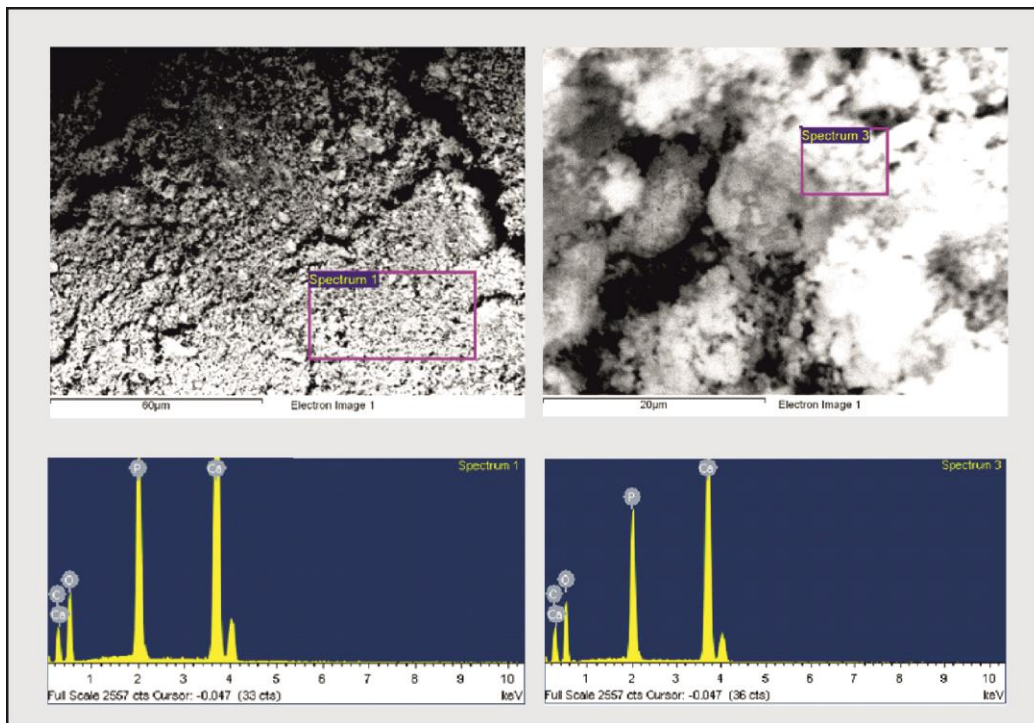 Spectrum 1
60µm
Electron Image 1
Spectrum 3
20µm
Electron Image 1
Spectrum 1
P
Ca
O
C
Ca
1 2 3 4 5 6 7 8 9 10
Full Scale 2557 cts Cursor: -0.047 (33 cts)
keV
Spectrum 3
Ca
P
O
C
Ca
1 2 3 4 5 6 7 8 9 10
Full Scale 2557 cts Cursor: -0.047 (36 cts)
keV